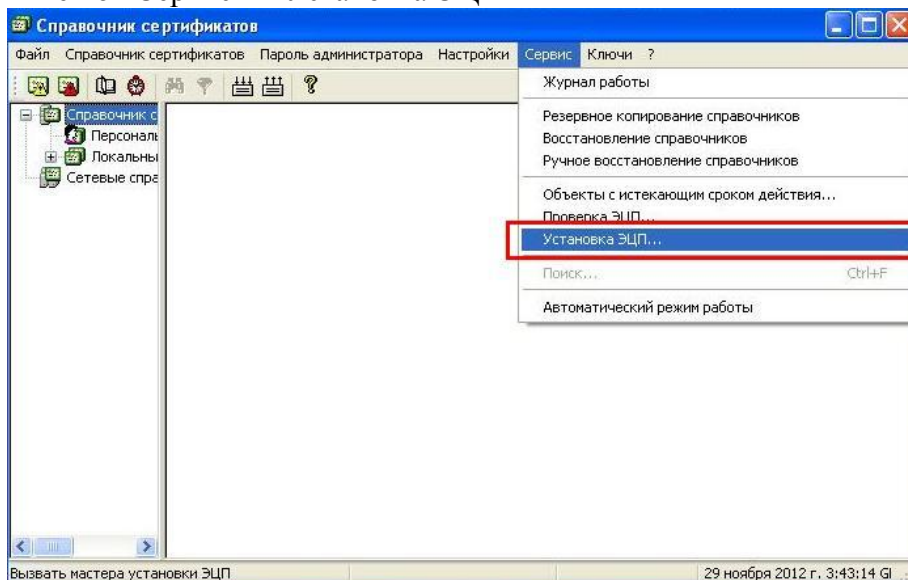 Справочник сертификатов
Файл Справочник сертификатов Пароль администратора Настройки Сервис Ключи ?
Журнал работы
Резервное копирование справочников
Восстановление справочников
Ручное восстановление справочников
Объекты с истекающим сроком действия...
Проверка ЭЦП...
Установка ЭЦП...
Поиск... Ctrl+F
Автоматический режим работы
Справочник с
Персональ
Локальны
Сетевые спра
Вызвать мастера установки ЭЦП
29 ноября 2012 г. 3:43:14 GI